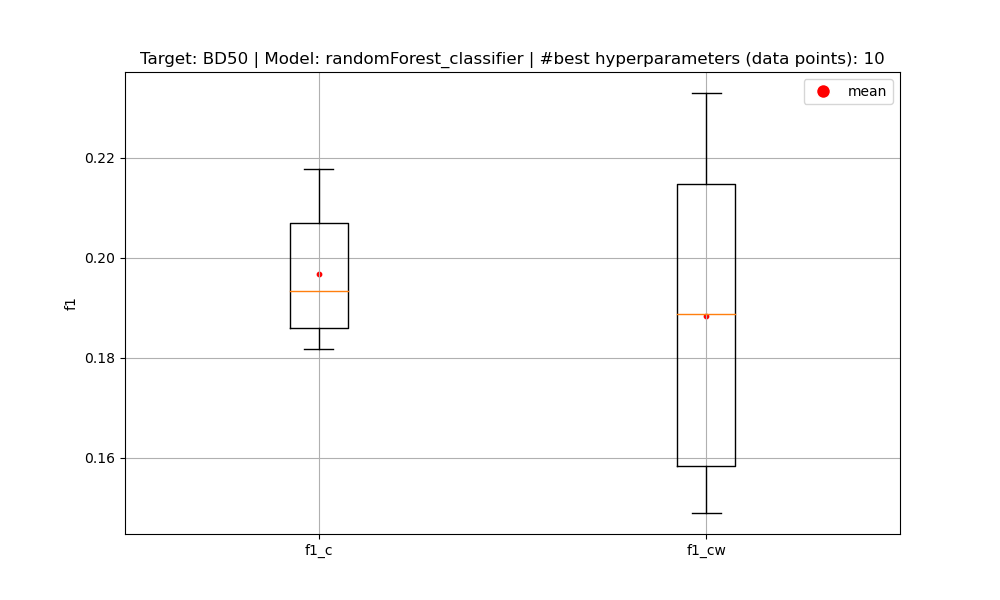 Target: BD50 | Model: randomForest_classifier | #best hyperparameters (data points): 10
mean
0.22
0.20
0.18
0.16
f1
f1_c
f1_cw